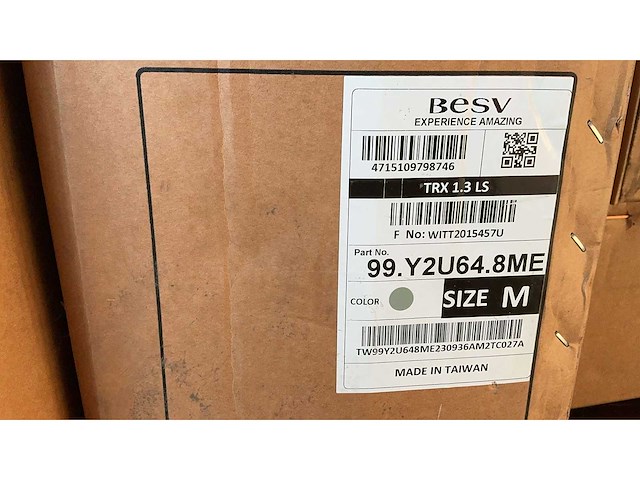 BESV
EXPERIENCE AMAZING
4715109798746
TRX 1.3 LS
F No: WITT2015457U
Part No.
99.Y2U64.8ME
COLOR
SIZE M
TW99Y2U648ME230936AM2TC027A
MADE IN TAIWAN